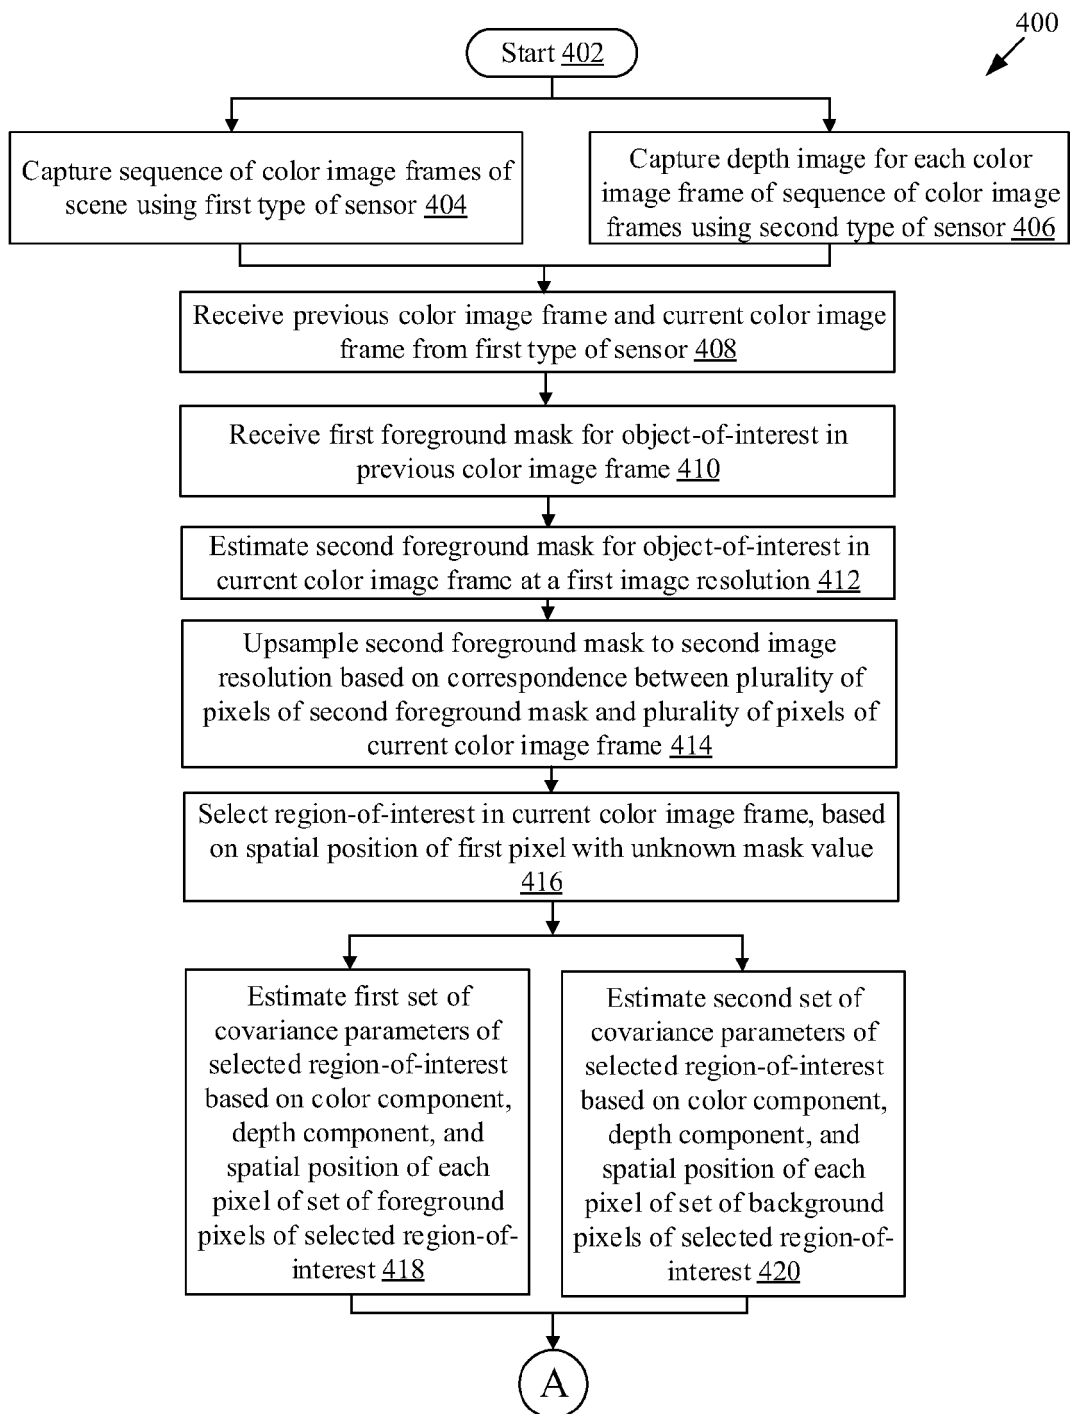 400
Start 402
Capture sequence of color image frames of
scene using first type of sensor 404
Capture depth image for each color
image frame of sequence of color image
frames using second type of sensor 406
Receive previous color image frame and current color image
frame from first type of sensor 408
Receive first foreground mask for object-of-interest in
previous color image frame 410
Estimate second foreground mask for object-of-interest in
current color image frame at a first image resolution 412
Upsample second foreground mask to second image
resolution based on correspondence between plurality of
pixels of second foreground mask and plurality of pixels of
current color image frame 414
Select region-of-interest in current color image frame, based
on spatial position of first pixel with unknown mask value
416
Estimate first set of
covariance parameters of
selected region-of-interest
based on color component,
depth component, and
spatial position of each
pixel of set of foreground
pixels of selected region-of-
interest 418
Estimate second set of
covariance parameters of
selected region-of-interest
based on color component,
depth component, and
spatial position of each
pixel of set of background
pixels of selected region-of-
interest 420
A